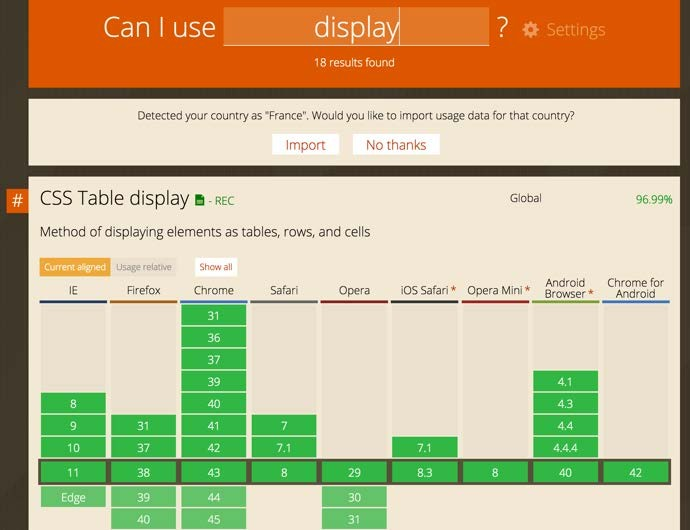 Can I use display ? Settings
18 results found
Detected your country as "France". Would you like to import usage data for that country?
Import No thanks
# CSS Table display - REC Global 96.99%
Method of displaying elements as tables, rows, and cells
Current aligned Usage relative Show all
IE Firefox Chrome Safari Opera iOS Safari * Opera Mini * Android Browser * Chrome for Android
31
36
37
39 4.1
8 40 4.3
9 31 41 7 4.4
10 37 42 7.1 7.1 4.4.4
11 38 43 8 29 8.3 8 40 42
Edge 39 44 30
40 45 31